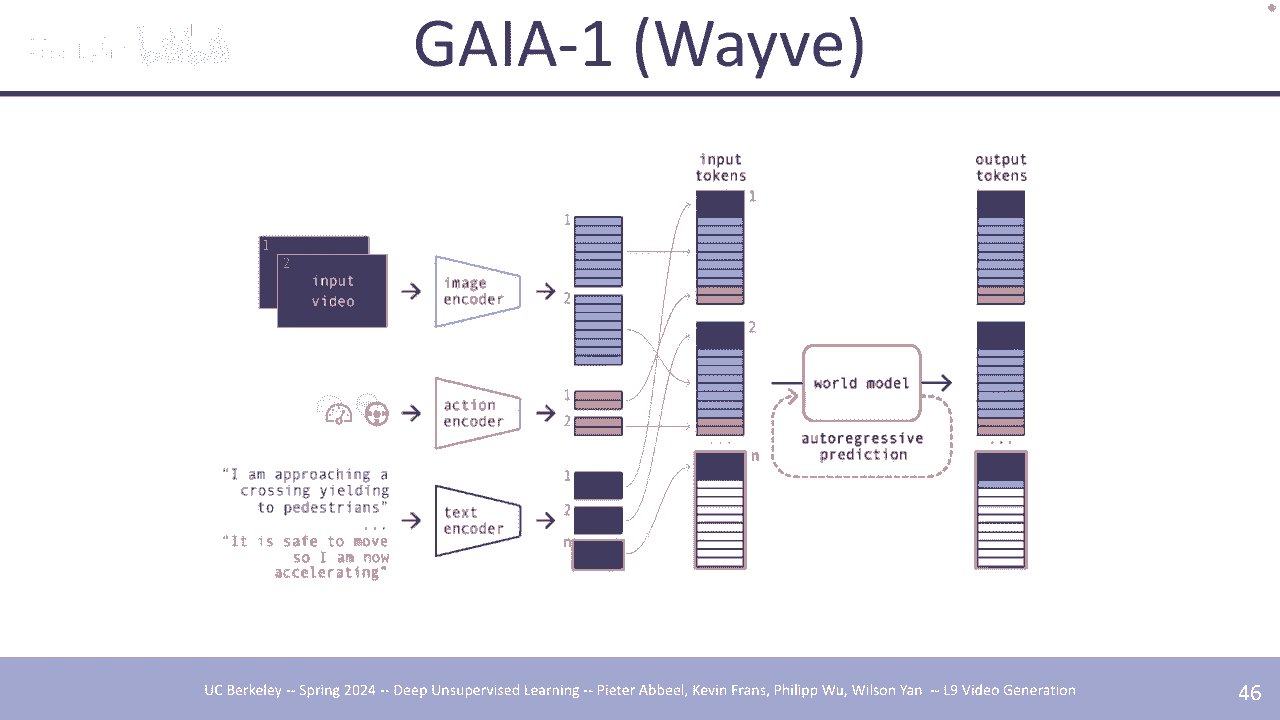 GAIA-1 (Wayve)
input
tokens
output
tokens
1
1
1
2
input
video
image
encoder
2
2
1
2
world model
action
encoder
autoregressive
prediction
...
...
n
"I am approaching a
crossing yielding
to pedestrians"
...
"It is safe to move
so I am now
accelerating"
text
encoder
1
2
n
UC Berkeley -- Spring 2024 -- Deep Unsupervised Learning -- Pieter Abbeel, Kevin Frans, Philipp Wu, Wilson Yan -- L9 Video Generation
46